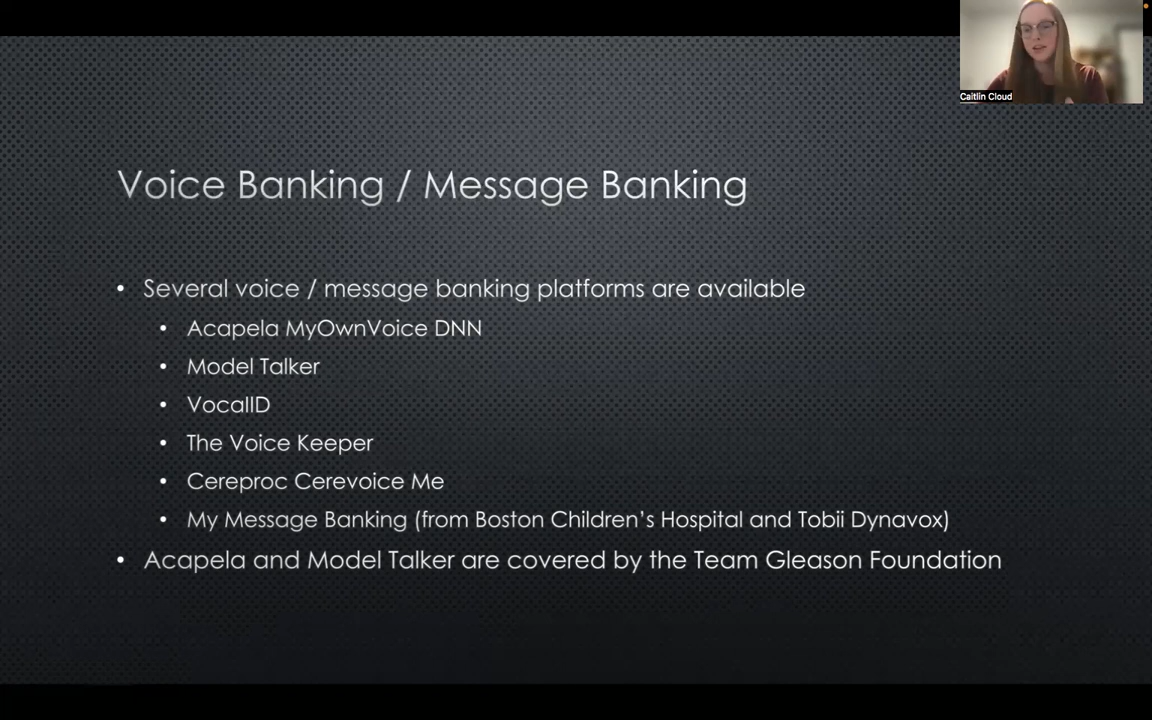 Caitlin Cloud
Voice Banking / Message Banking
• Several voice / message banking platforms are available
• Acapela MyOwnVoice DNN
• Model Talker
• VocalID
• The Voice Keeper
• Cereproc Cerevoice Me
• My Message Banking (from Boston Children's Hospital and Tobii Dynavox)
• Acapela and Model Talker are covered by the Team Gleason Foundation